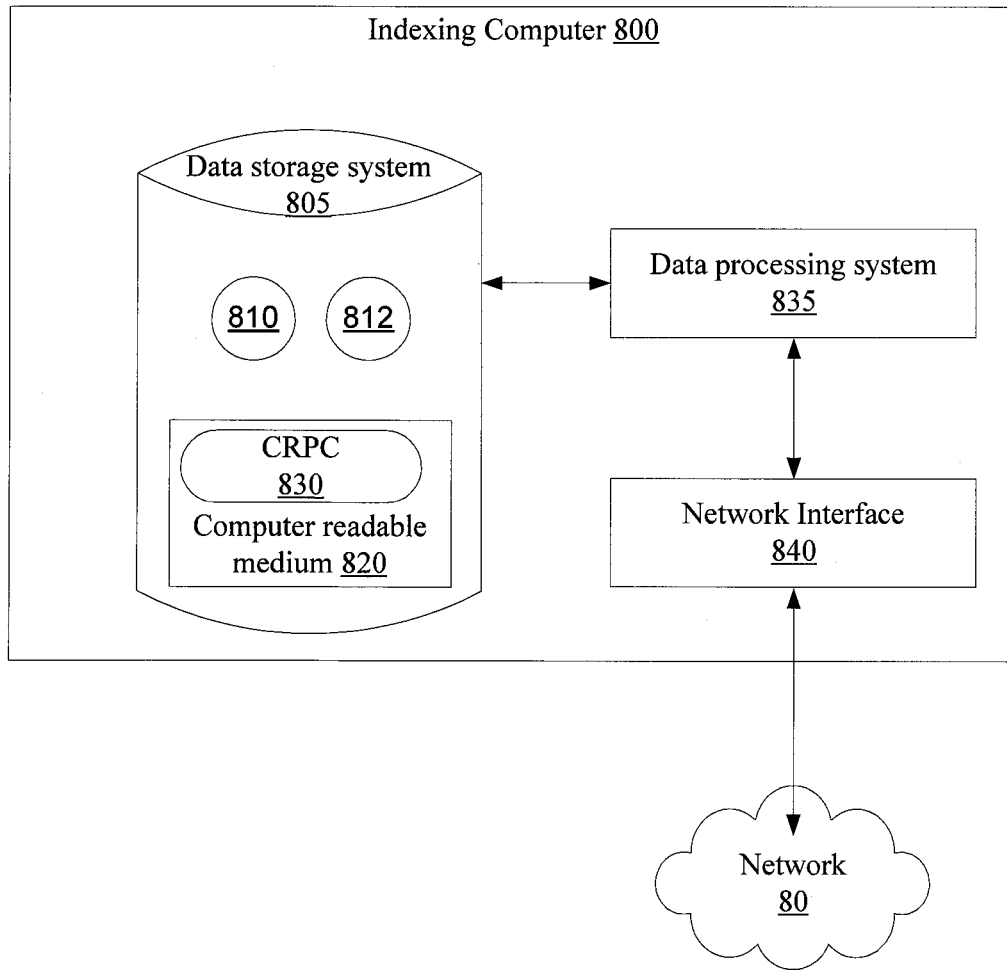 Indexing Computer 800
Data storage system
805
810
812
CRPC
830
Computer readable
medium 820
Data processing system
835
Network Interface
840
Network
80